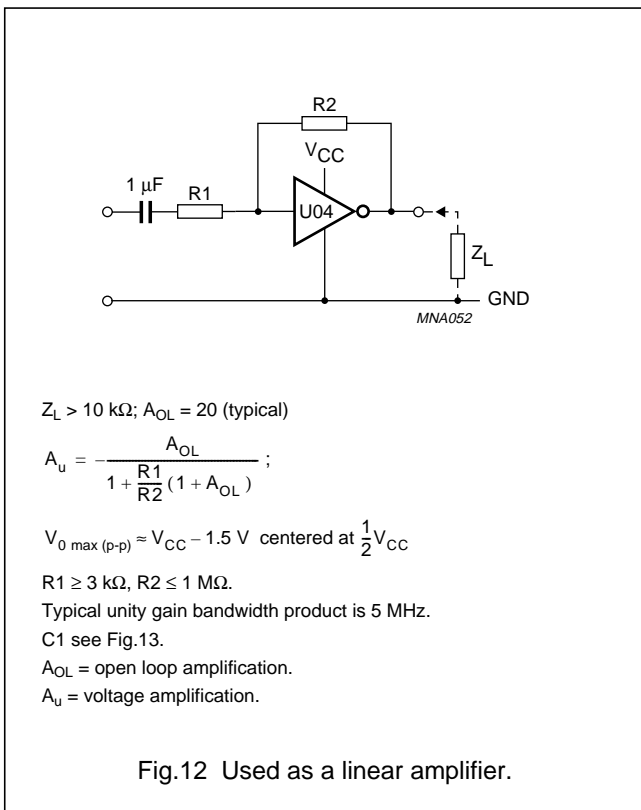 R2
V_CC
1 µF
R1
U04
Z_L
GND
MNA052
Z_L > 10 kΩ; A_OL = 20 (typical)
A_u = − A_OL / (1 + R1/R2 (1 + A_OL)) ;
V_0 max (p-p) ≈ V_CC − 1.5 V centered at 1/2 V_CC
R1 ≥ 3 kΩ, R2 ≤ 1 MΩ.
Typical unity gain bandwidth product is 5 MHz.
C1 see Fig.13.
A_OL = open loop amplification.
A_u = voltage amplification.
Fig.12 Used as a linear amplifier.